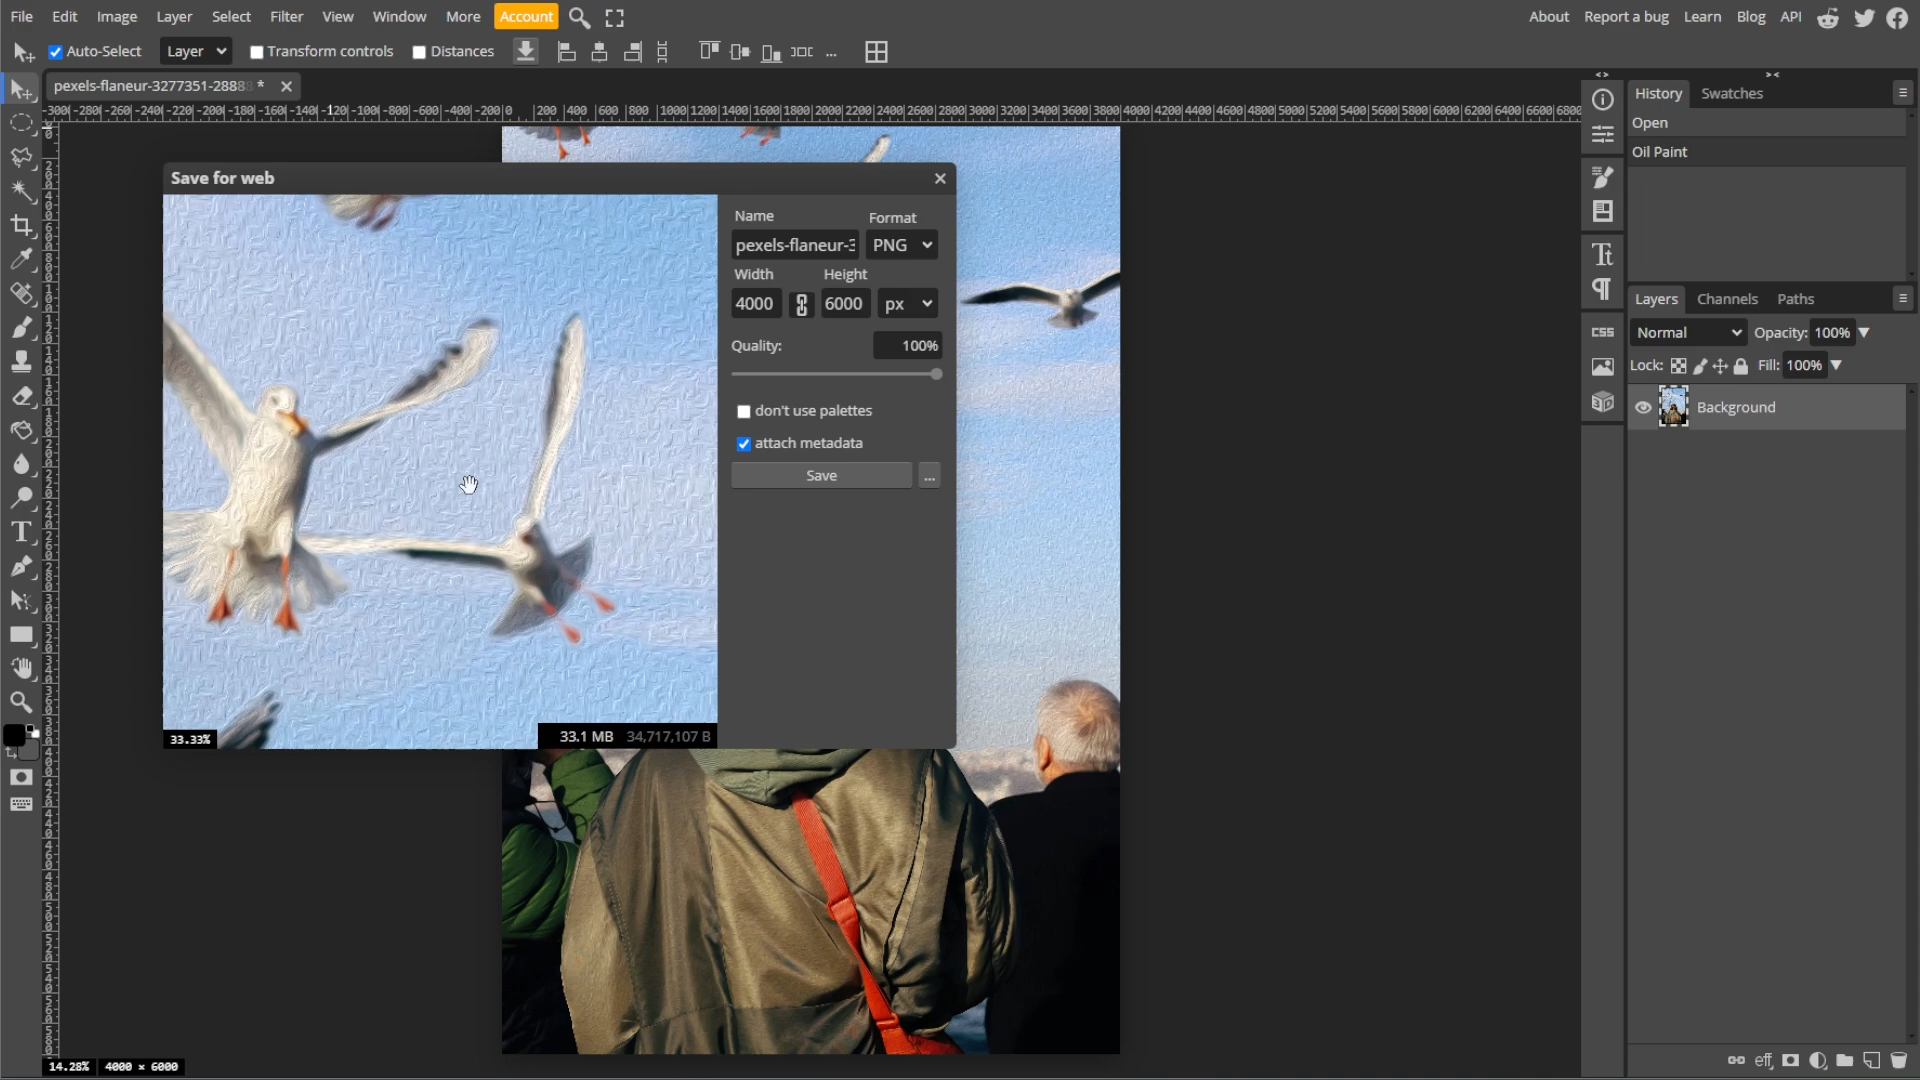 File Edit Image Layer Select Filter View Window More Account About Report a bug Learn Blog API
Auto-Select Layer Transform controls Distances ...
pexels-flaneur-3277351-28888 *
History Swatches
Open
Oil Paint
Save for web
Name Format
pexels-flaneur-3 PNG
Width Height
4000 6000 px
Quality: 100%
don't use palettes
attach metadata
Save ...
33.33% 33.1 MB 34,717,107 B
CSS
Layers Channels Paths
Normal Opacity: 100%
Lock: Fill: 100%
Background
eff
14.28% 4000 × 6000